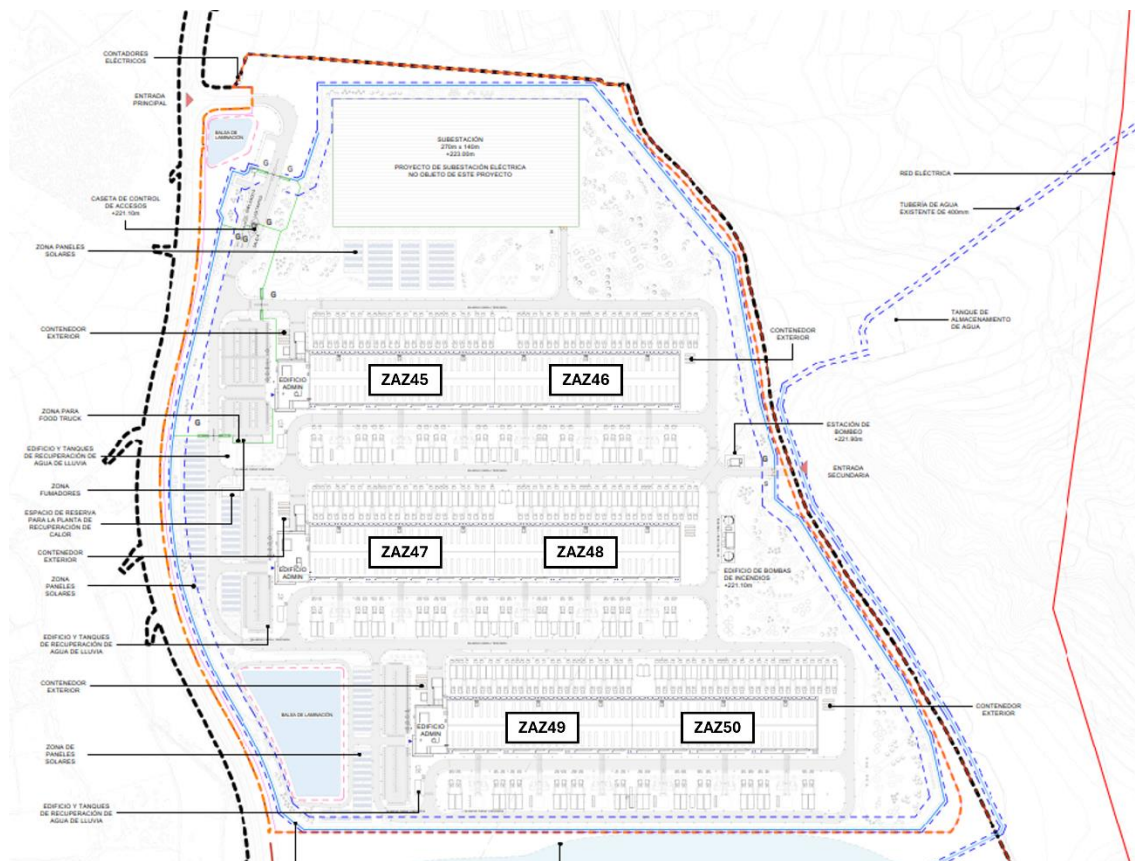 CONTADORES
ELÉCTRICOS
ENTRADA
PRINCIPAL
BALSA DE
LAMINACIÓN
SUBESTACIÓN
270m x 140m
+223.00m
PROYECTO DE SUBESTACIÓN ELÉCTRICA
NO OBJETO DE ESTE PROYECTO
RED ELÉCTRICA
TUBERÍA DE AGUA
EXISTENTE DE 400mm
CASETA DE CONTROL
DE ACCESOS
+221.10m
G
G
G
G
G
ZONA PANELES
SOLARES
G
TANQUE DE
ALMACENAMIENTO
DE AGUA
CONTENEDOR
EXTERIOR
CONTENEDOR
EXTERIOR
EDIFICIO
ADMIN
ZAZ45
ZAZ46
ZONA PARA
FOOD TRUCK
G
ESTACIÓN DE
BOMBEO
+221.90m
EDIFICIO Y TANQUES
DE RECUPERACIÓN DE
AGUA DE LLUVIA
G
ENTRADA
SECUNDARIA
ZONA
FUMADORES
ESPACIO DE RESERVA
PARA LA PLANTA DE
RECUPERACIÓN DE
CALOR
CONTENEDOR
EXTERIOR
ZAZ47
ZAZ48
EDIFICIO
ADMIN
EDIFICIO DE BOMBAS
DE INCENDIOS
+221.10m
ZONA
PANELES
SOLARES
EDIFICIO Y TANQUES
DE RECUPERACIÓN DE
AGUA DE LLUVIA
CONTENEDOR
EXTERIOR
BALSA DE LAMINACIÓN
EDIFICIO
ADMIN
ZAZ49
ZAZ50
CONTENEDOR
EXTERIOR
ZONA DE
PANELES
SOLARES
EDIFICIO Y TANQUES
DE RECUPERACIÓN DE
AGUA DE LLUVIA